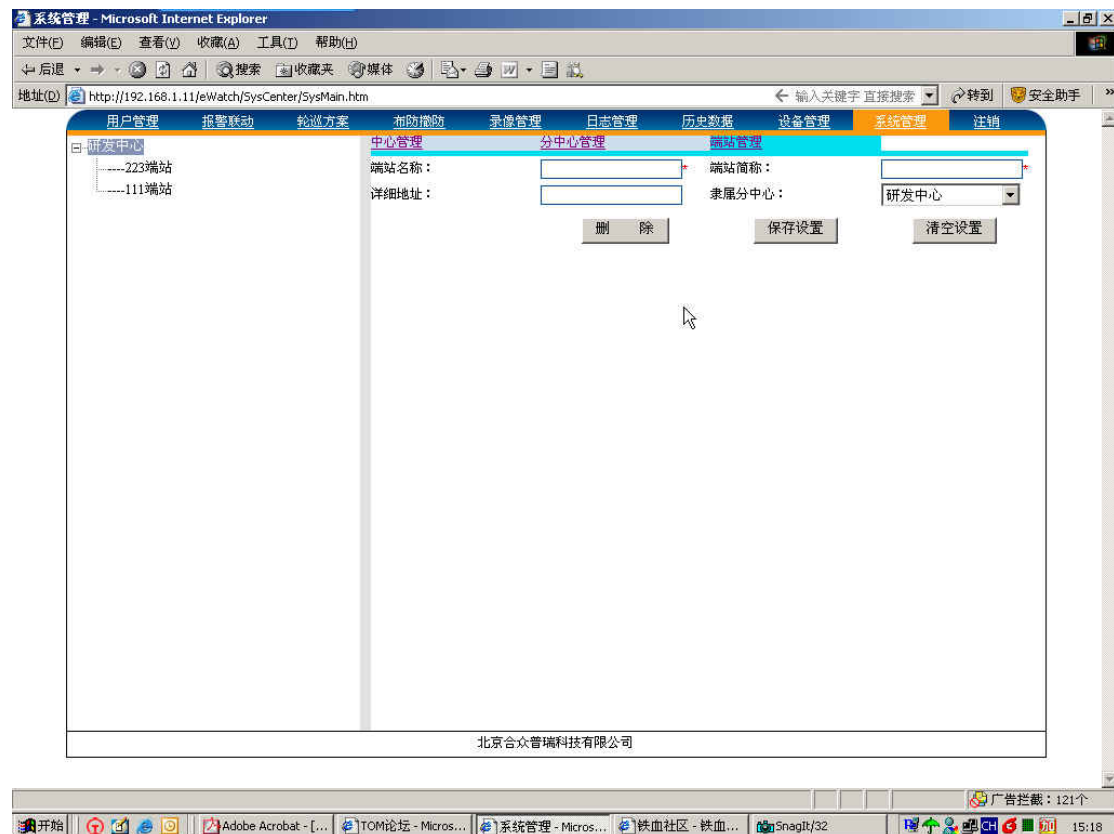 系统管理 - Microsoft Internet Explorer
文件(F) 编辑(E) 查看(V) 收藏(A) 工具(T) 帮助(H)
后退 搜索 收藏夹 媒体
地址(D) http://192.168.1.11/eWatch/SysCenter/SysMain.htm 输入关键字 直接搜索 转到 安全助手 »
用户管理 报警联动 轮巡方案 布防撤防 录像管理 日志管理 历史数据 设备管理 系统管理 注销
研发中心 中心管理 分中心管理 端站管理
----223端站 端站名称: * 端站简称: *
----111端站 详细地址: 隶属分中心: 研发中心
删 除 保存设置 清空设置
北京合众普瑞科技有限公司
广告拦截:121个
开始 Adobe Acrobat - [... TOM论坛 - Micros... 系统管理 - Micros... 铁血社区 - 铁血... SnagIt/32 CH 15:18